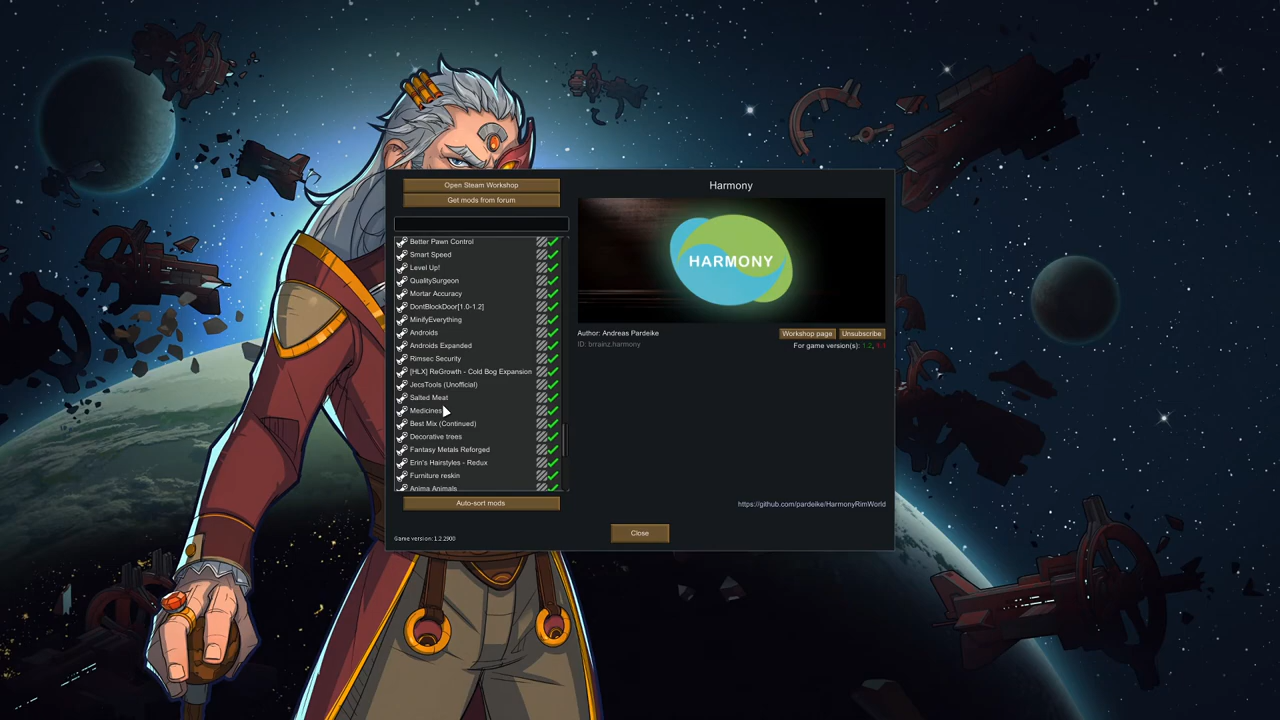 Open Steam Workshop
Get mods from forum
Better Pawn Control
Smart Speed
Level Up!
QualitySurgeon
Mortar Accuracy
DontBlockDoor[1.0-1.2]
MinifyEverything
Androids
Androids Expanded
Rimsec Security
[HLX] ReGrowth - Cold Bog Expansion
JecsTools (Unofficial)
Salted Meat
Medicines
Best Mix (Continued)
Decorative trees
Fantasy Metals Reforged
Erin's Hairstyles - Redux
Furniture reskin
Anima Animals
Auto-sort mods
Game version: 1.2.2900
Harmony
HARMONY
Author: Andreas Pardeike
Workshop page
Unsubscribe
ID: brrainz.harmony
For game version(s): 1.2,
https://github.com/pardeike/HarmonyRimWorld
Close